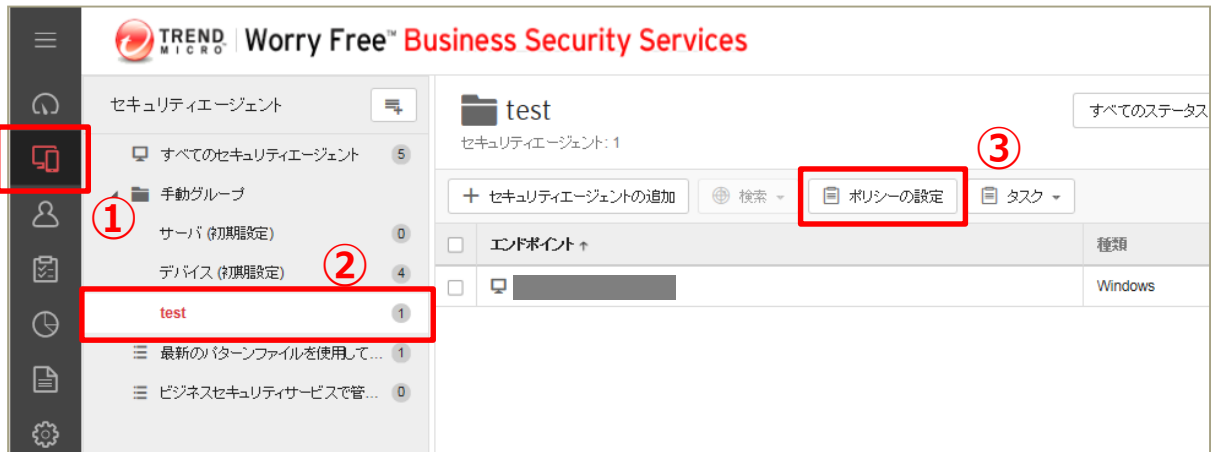 TREND MICRO Worry Free™ Business Security Services
セキュリティエージェント
すべてのセキュリティエージェント 5
手動グループ
①
サーバ (初期設定) 0
デバイス (初期設定) 4
②
test 1
最新のパターンファイルを使用して... 1
ビジネスセキュリティサービスで管... 0
test
すべてのステータス
セキュリティエージェント: 1
③
+ セキュリティエージェントの追加 検索 ポリシーの設定 タスク
エンドポイント ↑ 種類
Windows